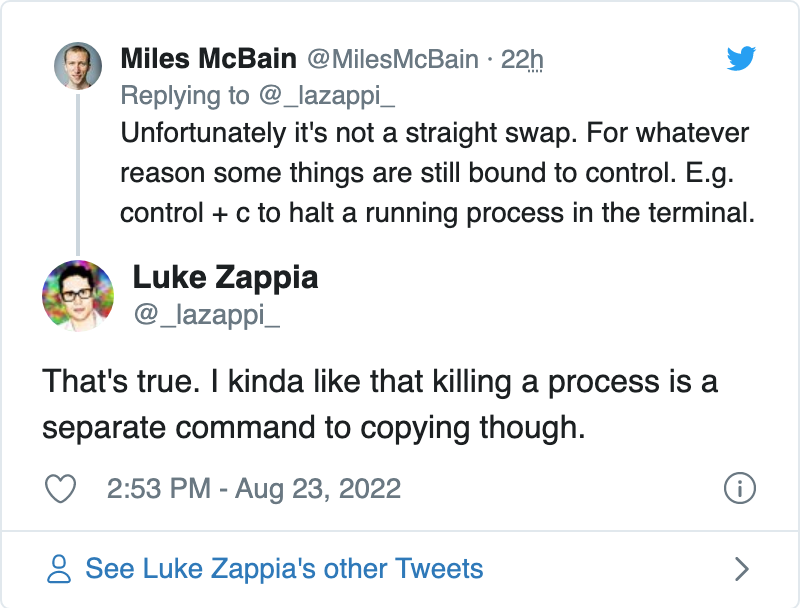 Miles McBain @MilesMcBain · 22h
Replying to @_lazappi_
Unfortunately it's not a straight swap. For whatever
reason some things are still bound to control. E.g.
control + c to halt a running process in the terminal.
Luke Zappia
@_lazappi_
That's true. I kinda like that killing a process is a
separate command to copying though.
2:53 PM - Aug 23, 2022
See Luke Zappia's other Tweets